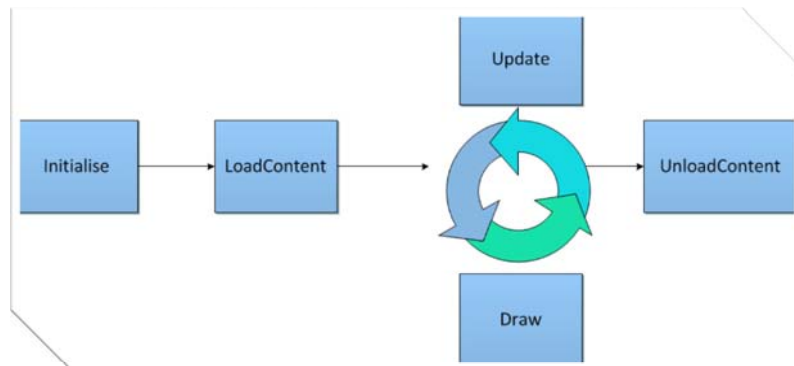 Update
Initialise
LoadContent
UnloadContent
Draw